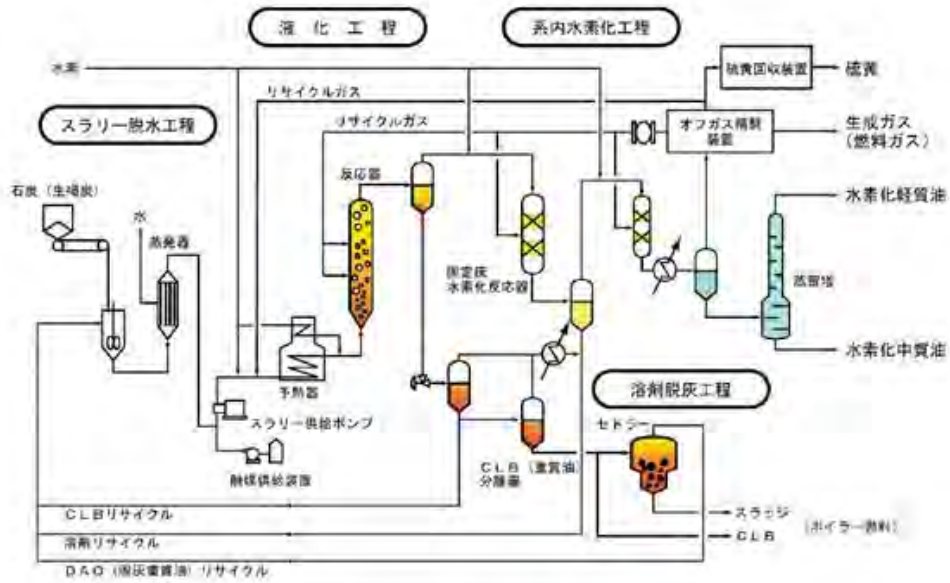 液化工程
系内水素化工程
水素
硫黄回収装置
硫黄
リサイクルガス
スラリー脱水工程
リサイクルガス
オフガス精製
装置
生成ガス
(燃料ガス)
石炭（生褐炭）
反応器
水
蒸発器
水素化軽質油
固定床
水素化反応器
蒸留塔
予熱器
水素化中質油
溶剤脱灰工程
スラリー供給ポンプ
セトラー
触媒供給装置
CLB（重質油）
分離器
CLBリサイクル
スラッジ
(ボイラー燃料)
CLB
溶剤リサイクル
DAO（脱灰重質油）リサイクル